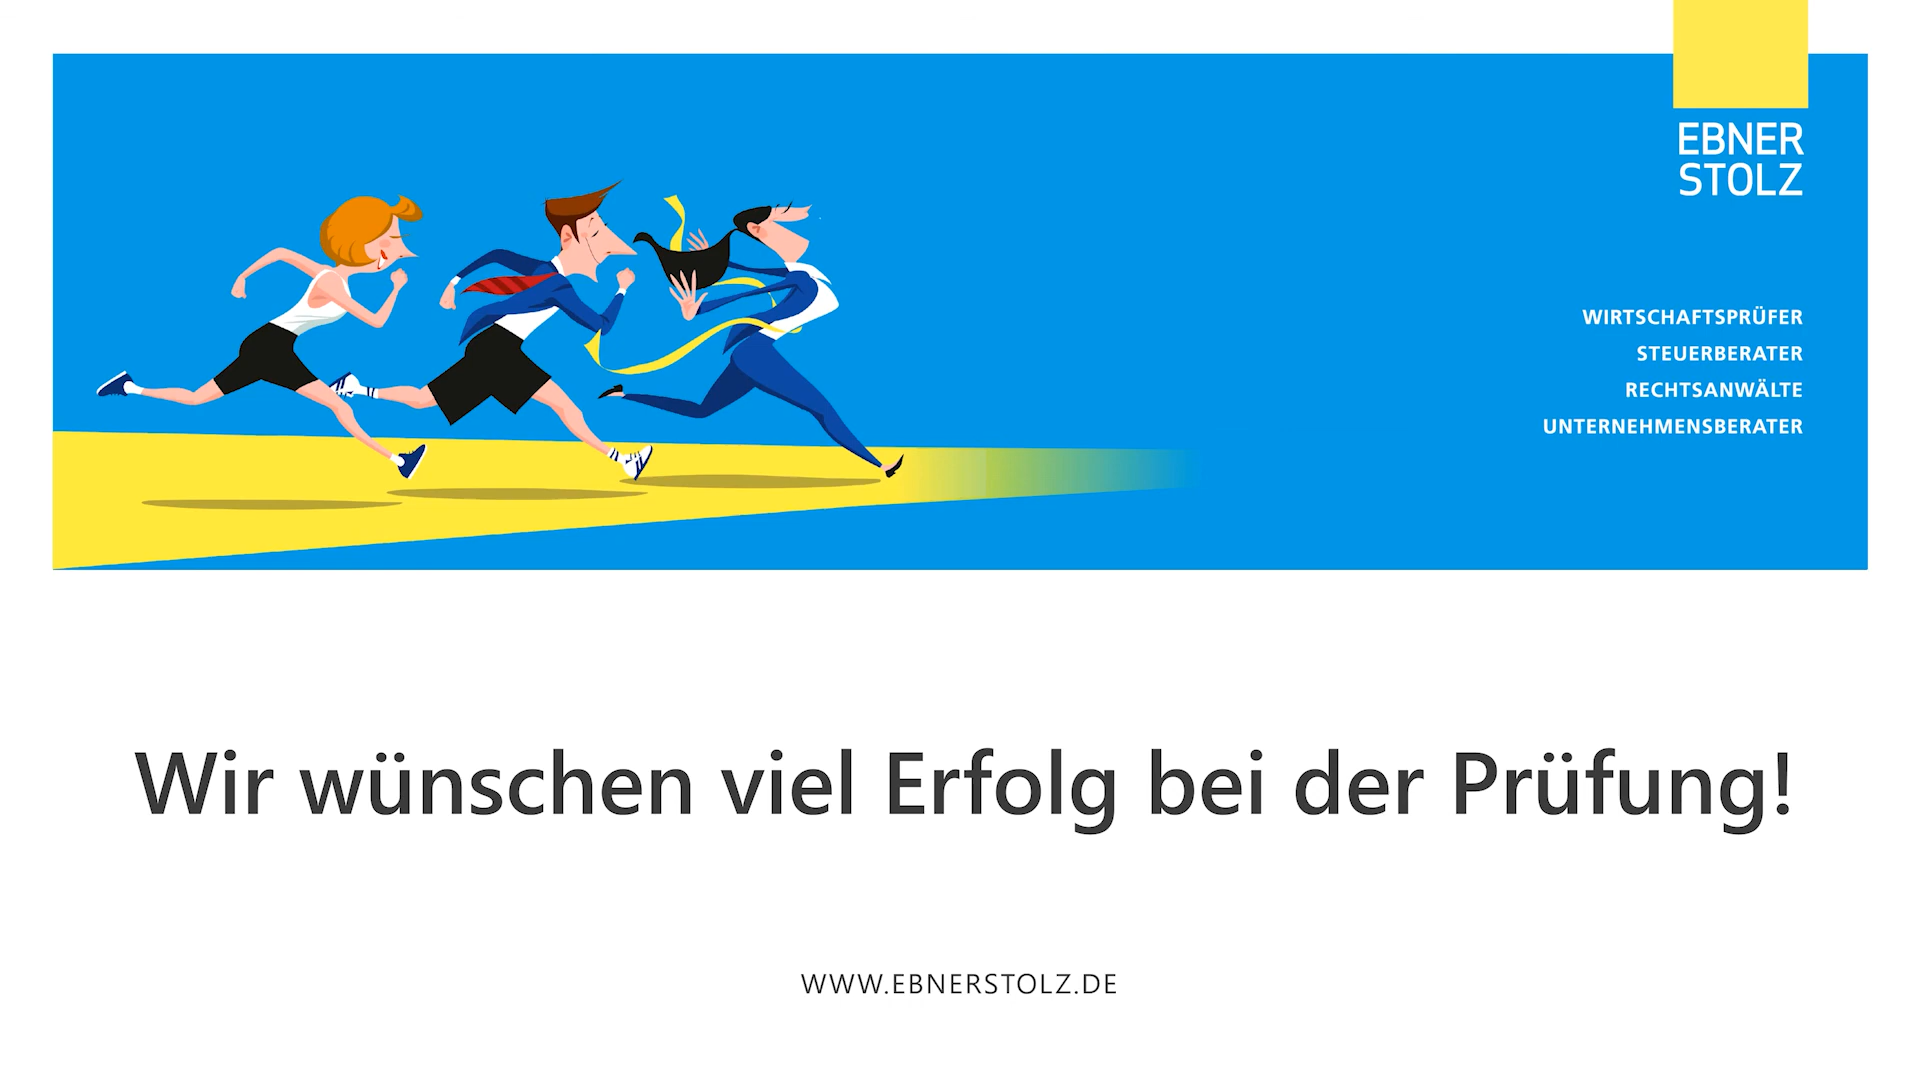 EBNER
STOLZ
WIRTSCHAFTSPRÜFER
STEUERBERATER
RECHTSANWÄLTE
UNTERNEHMENSBERATER
Wir wünschen viel Erfolg bei der Prüfung!
WWW.EBNERSTOLZ.DE